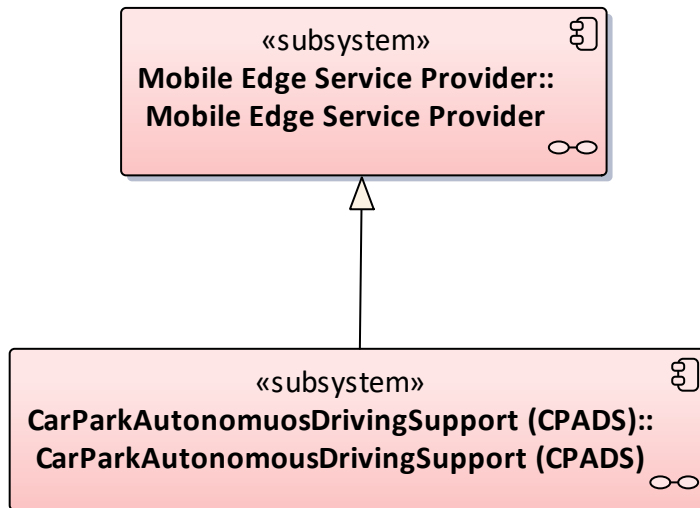 «subsystem»
Mobile Edge Service Provider::
Mobile Edge Service Provider
«subsystem»
CarParkAutonomuosDrivingSupport (CPADS)::
CarParkAutonomousDrivingSupport (CPADS)